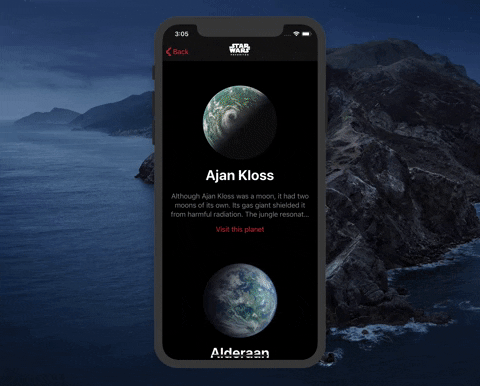 3:05
Back
STAR
WARS
Ajan Kloss
Although Ajan Kloss was a moon, it had two
moons of its own. Its gas giant shielded it
from harmful radiation. The jungle resonat...
Visit this planet
Alderaan